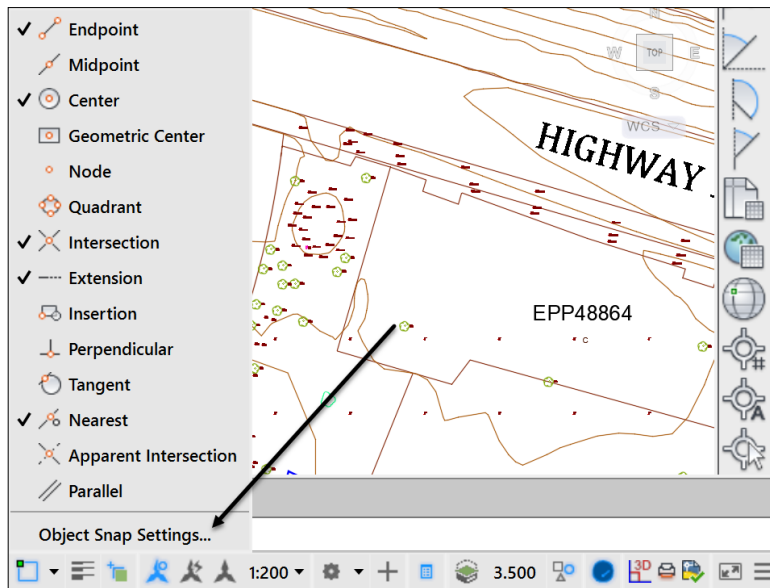 Endpoint
Midpoint
Center
Geometric Center
Node
Quadrant
Intersection
Extension
Insertion
Perpendicular
Tangent
Nearest
Apparent Intersection
Parallel
Object Snap Settings...
N
W
TOP
E
S
WCS
HIGHWAY
EPP48864
C
#
A
1:200
3.500
3D